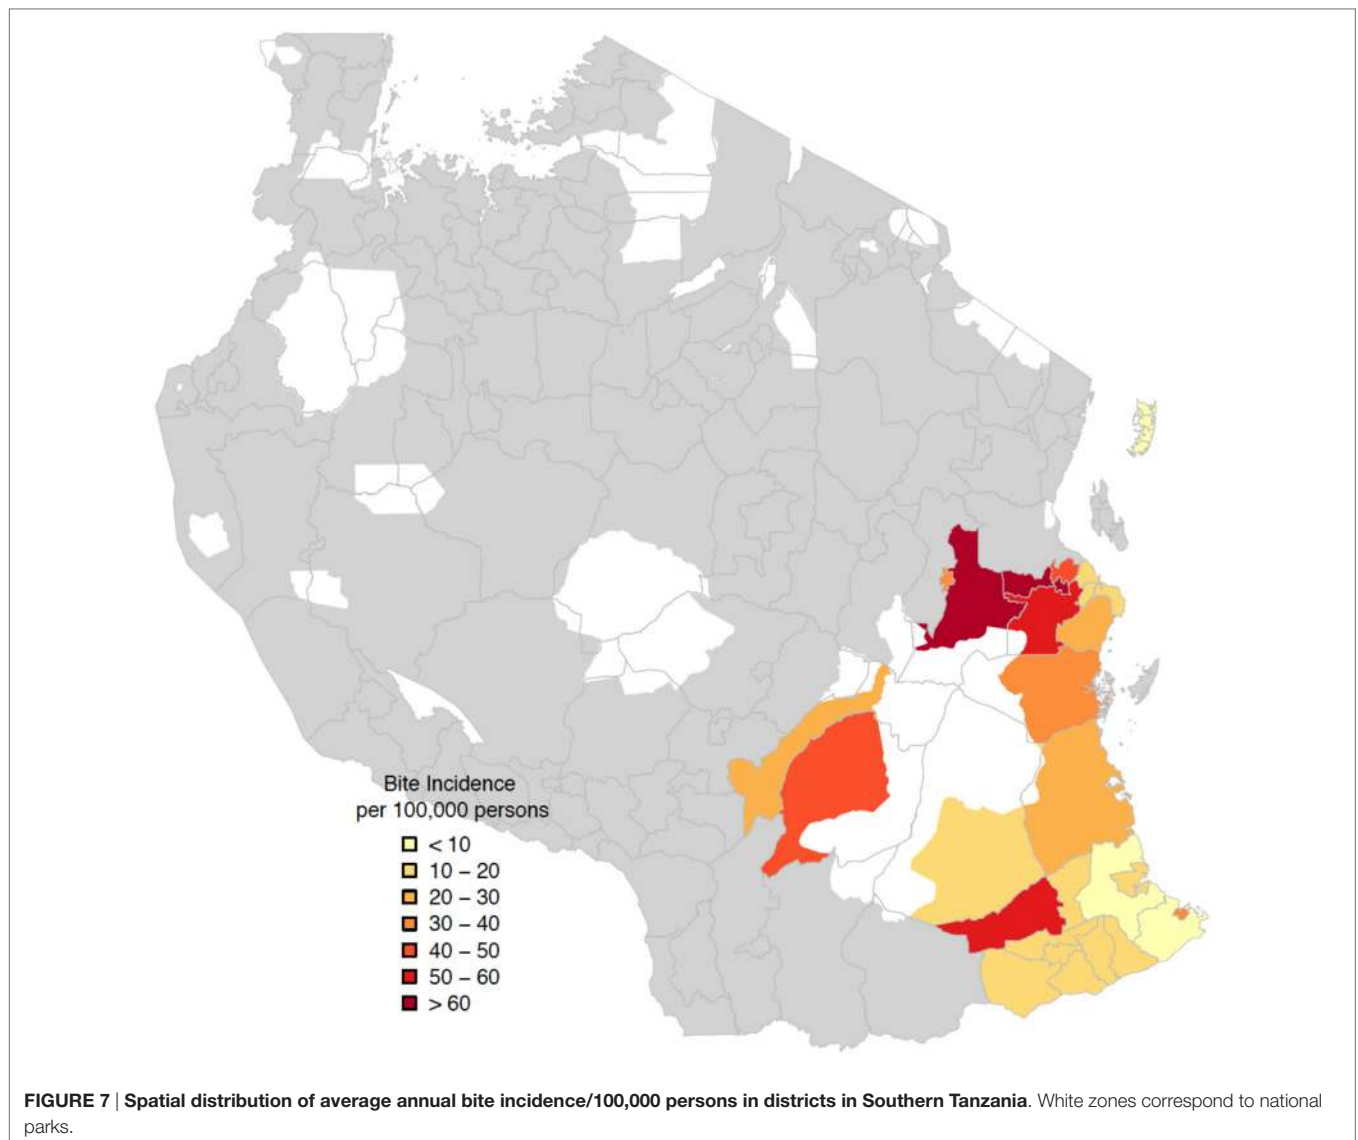 Bite Incidence
per 100,000 persons
< 10
10 – 20
20 – 30
30 – 40
40 – 50
50 – 60
> 60
FIGURE 7 | Spatial distribution of average annual bite incidence/100,000 persons in districts in Southern Tanzania. White zones correspond to national
parks.